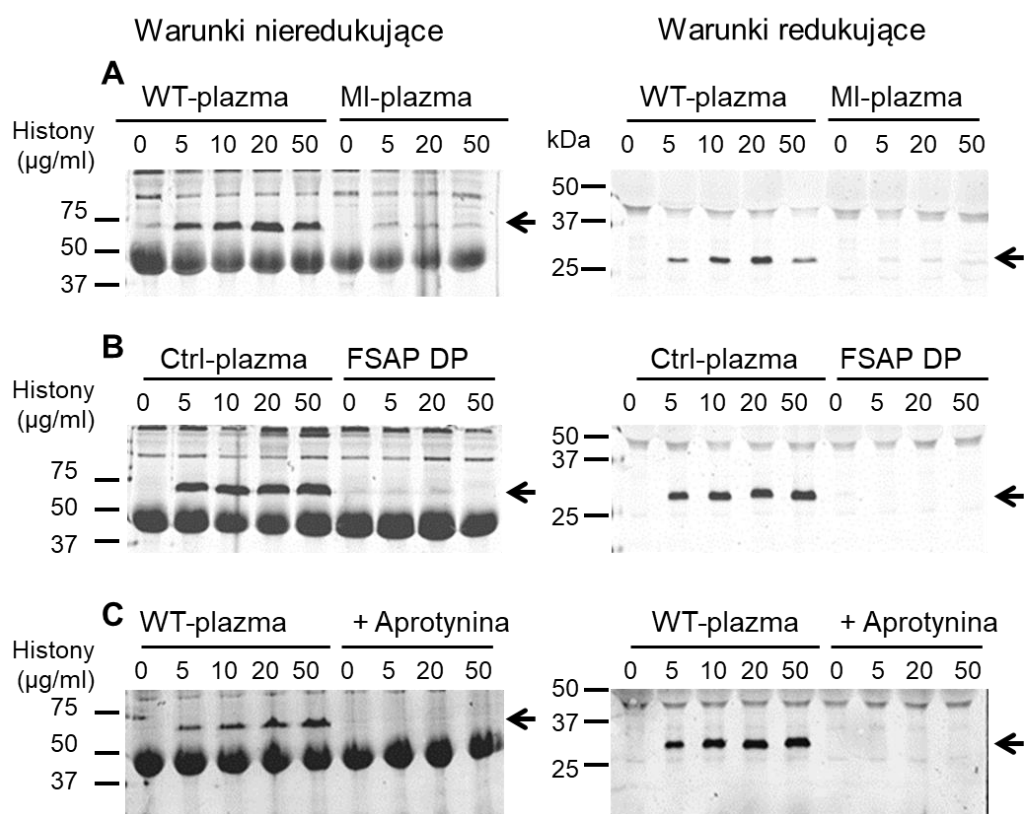 Warunki nieredukujące
Warunki redukujące
A
WT-plazma
MI-plazma
Histony
(µg/ml)
0 5 10 20 50 0 5 20 50
75
50
37
WT-plazma
MI-plazma
kDa
0 5 10 20 50 0 5 20 50
50
37
25
B
Ctrl-plazma
FSAP DP
Histony
(µg/ml)
0 5 10 20 50 0 5 20 50
75
50
37
Ctrl-plazma
FSAP DP
0 5 10 20 50 0 5 20 50
50
37
25
C
WT-plazma
+ Aprotynina
Histony
(µg/ml)
0 5 10 20 50 0 5 20 50
75
50
37
WT-plazma
+ Aprotynina
0 5 10 20 50 0 5 20 50
50
37
25